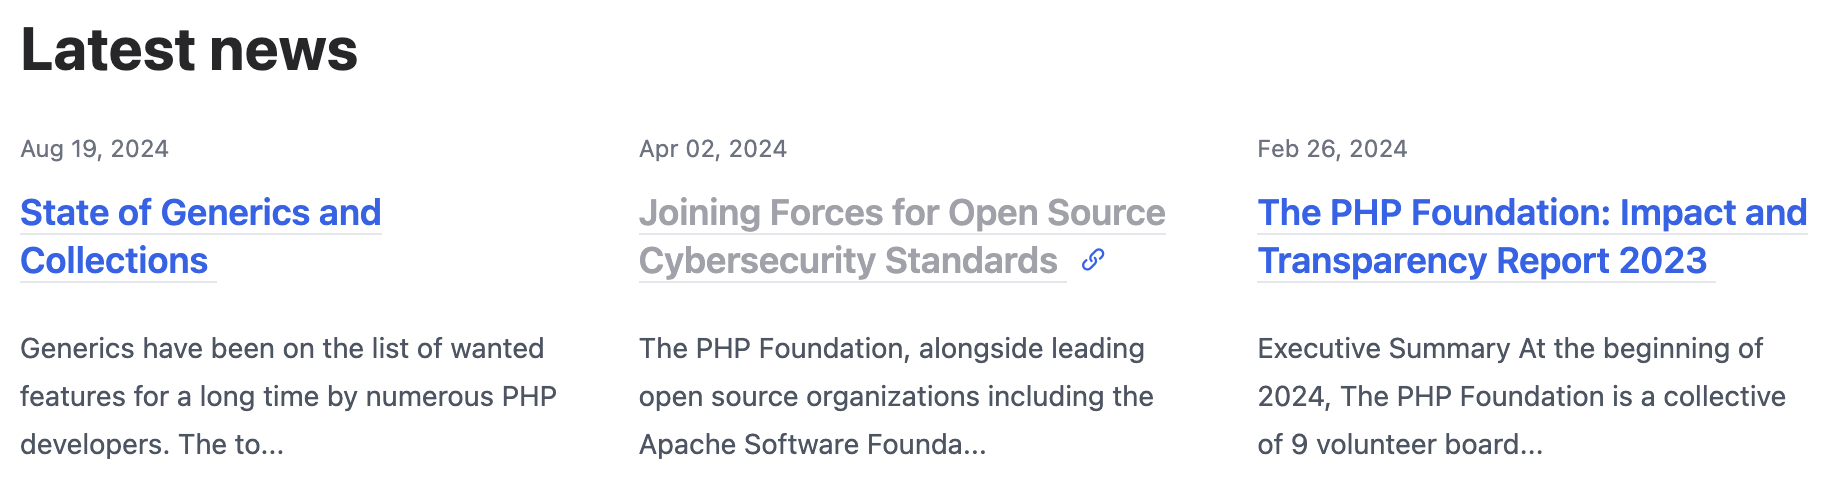 Latest news
Aug 19, 2024
State of Generics and
Collections
Generics have been on the list of wanted
features for a long time by numerous PHP
developers. The to...
Apr 02, 2024
Joining Forces for Open Source
Cybersecurity Standards
The PHP Foundation, alongside leading
open source organizations including the
Apache Software Founda...
Feb 26, 2024
The PHP Foundation: Impact and
Transparency Report 2023
Executive Summary At the beginning of
2024, The PHP Foundation is a collective
of 9 volunteer board...